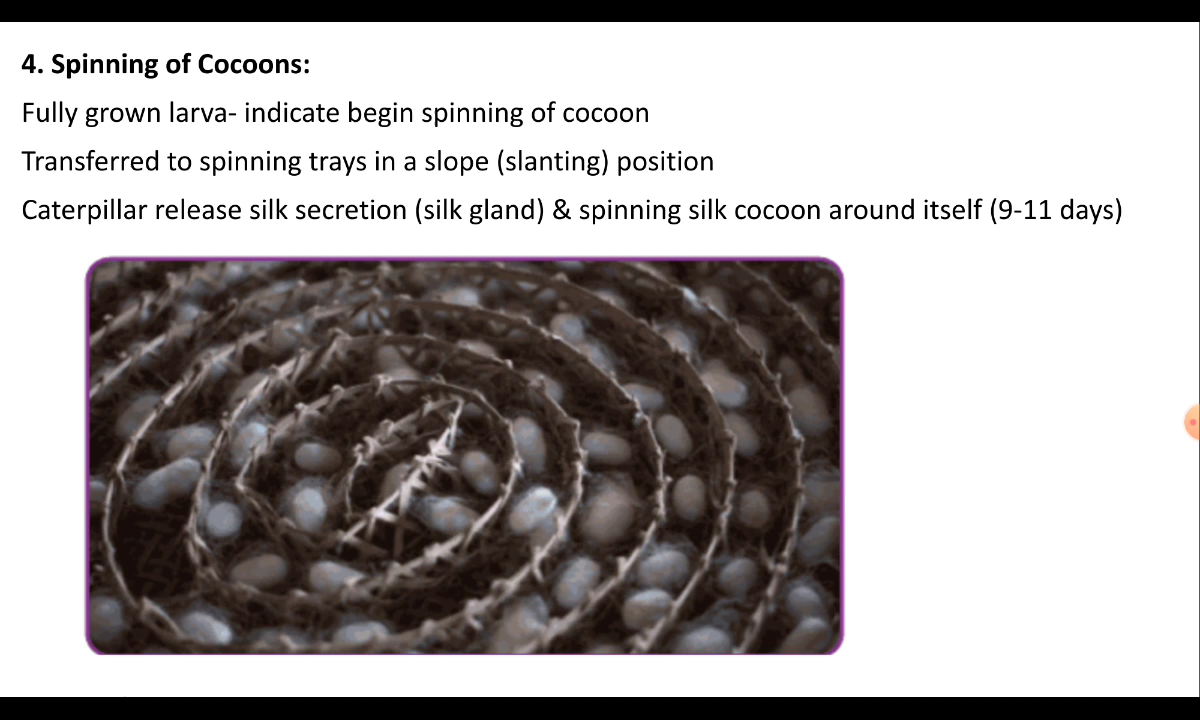 4. Spinning of Cocoons:
Fully grown larva- indicate begin spinning of cocoon
Transferred to spinning trays in a slope (slanting) position
Caterpillar release silk secretion (silk gland) & spinning silk cocoon around itself (9-11 days)